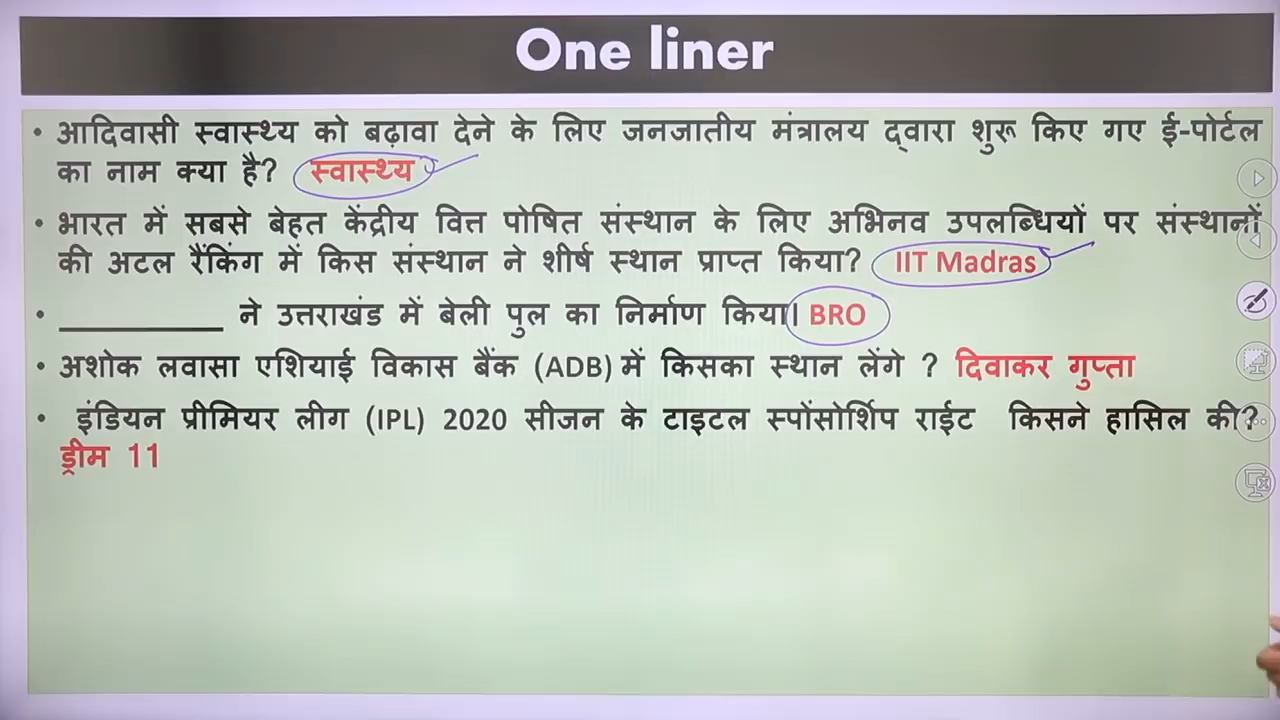 One liner
• आदिवासी स्वास्थ्य को बढ़ावा देने के लिए जनजातीय मंत्रालय द्वारा शुरू किए गए ई-पोर्टल
का नाम क्या है? स्वास्थ्य
• भारत में सबसे बेहत केंद्रीय वित्त पोषित संस्थान के लिए अभिनव उपलब्धियों पर संस्थानों
की अटल रैंकिंग में किस संस्थान ने शीर्ष स्थान प्राप्त किया? IIT Madras
• ___________ ने उत्तराखंड में बेली पुल का निर्माण किया। BRO
• अशोक लवासा एशियाई विकास बैंक (ADB) में किसका स्थान लेंगे ? दिवाकर गुप्ता
• इंडियन प्रीमियर लीग (IPL) 2020 सीजन के टाइटल स्पोंसोर्शिप राईट किसने हासिल की?
ड्रीम 11